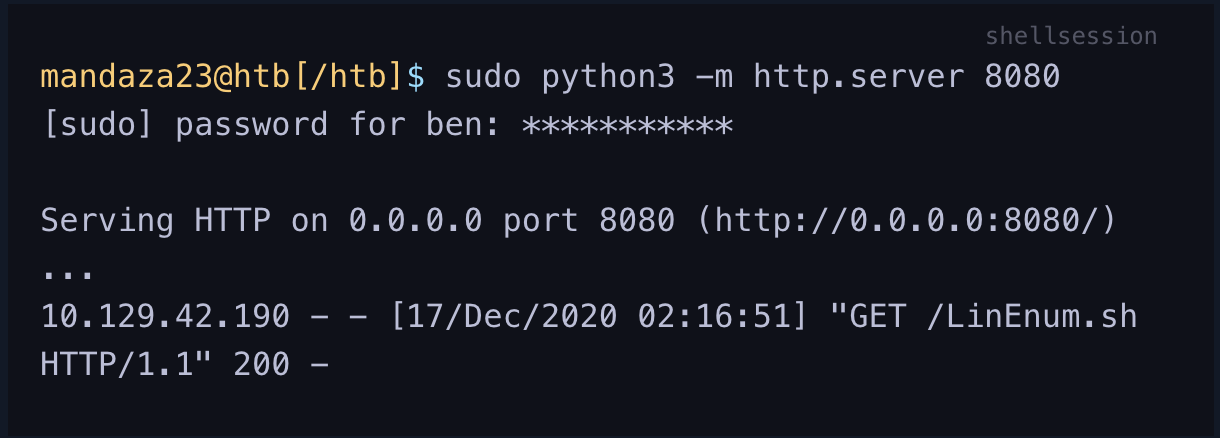 shellsession
mandaza23@htb[/htb]$ sudo python3 -m http.server 8080
[sudo] password for ben: ***********
Serving HTTP on 0.0.0.0 port 8080 (http://0.0.0.0:8080/)
...
10.129.42.190 - - [17/Dec/2020 02:16:51] "GET /LinEnum.sh
HTTP/1.1" 200 -